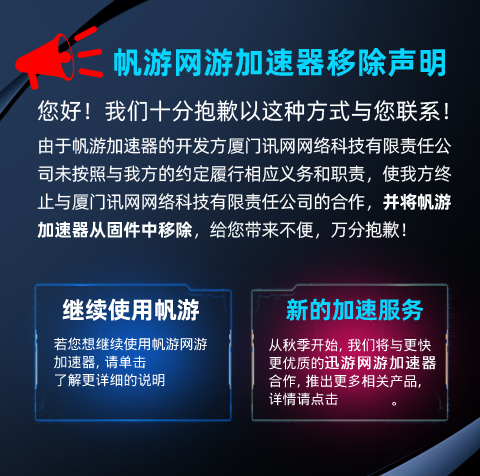 帆游网游加速器移除声明
您好！我们十分抱歉以这种方式与您联系！
由于帆游加速器的开发方厦门讯网网络科技有限责任公
司未按照与我方的约定履行相应义务和职责，使我方终
止与厦门讯网网络科技有限责任公司的合作，并将帆游
加速器从固件中移除，给您带来不便，万分抱歉！
继续使用帆游
若您想继续使用帆游网游
加速器, 请单击
了解更详细的说明
新的加速服务
从秋季开始, 我们将与更快
更优质的迅游网游加速器
合作, 推出更多相关产品,
详情请点击 。